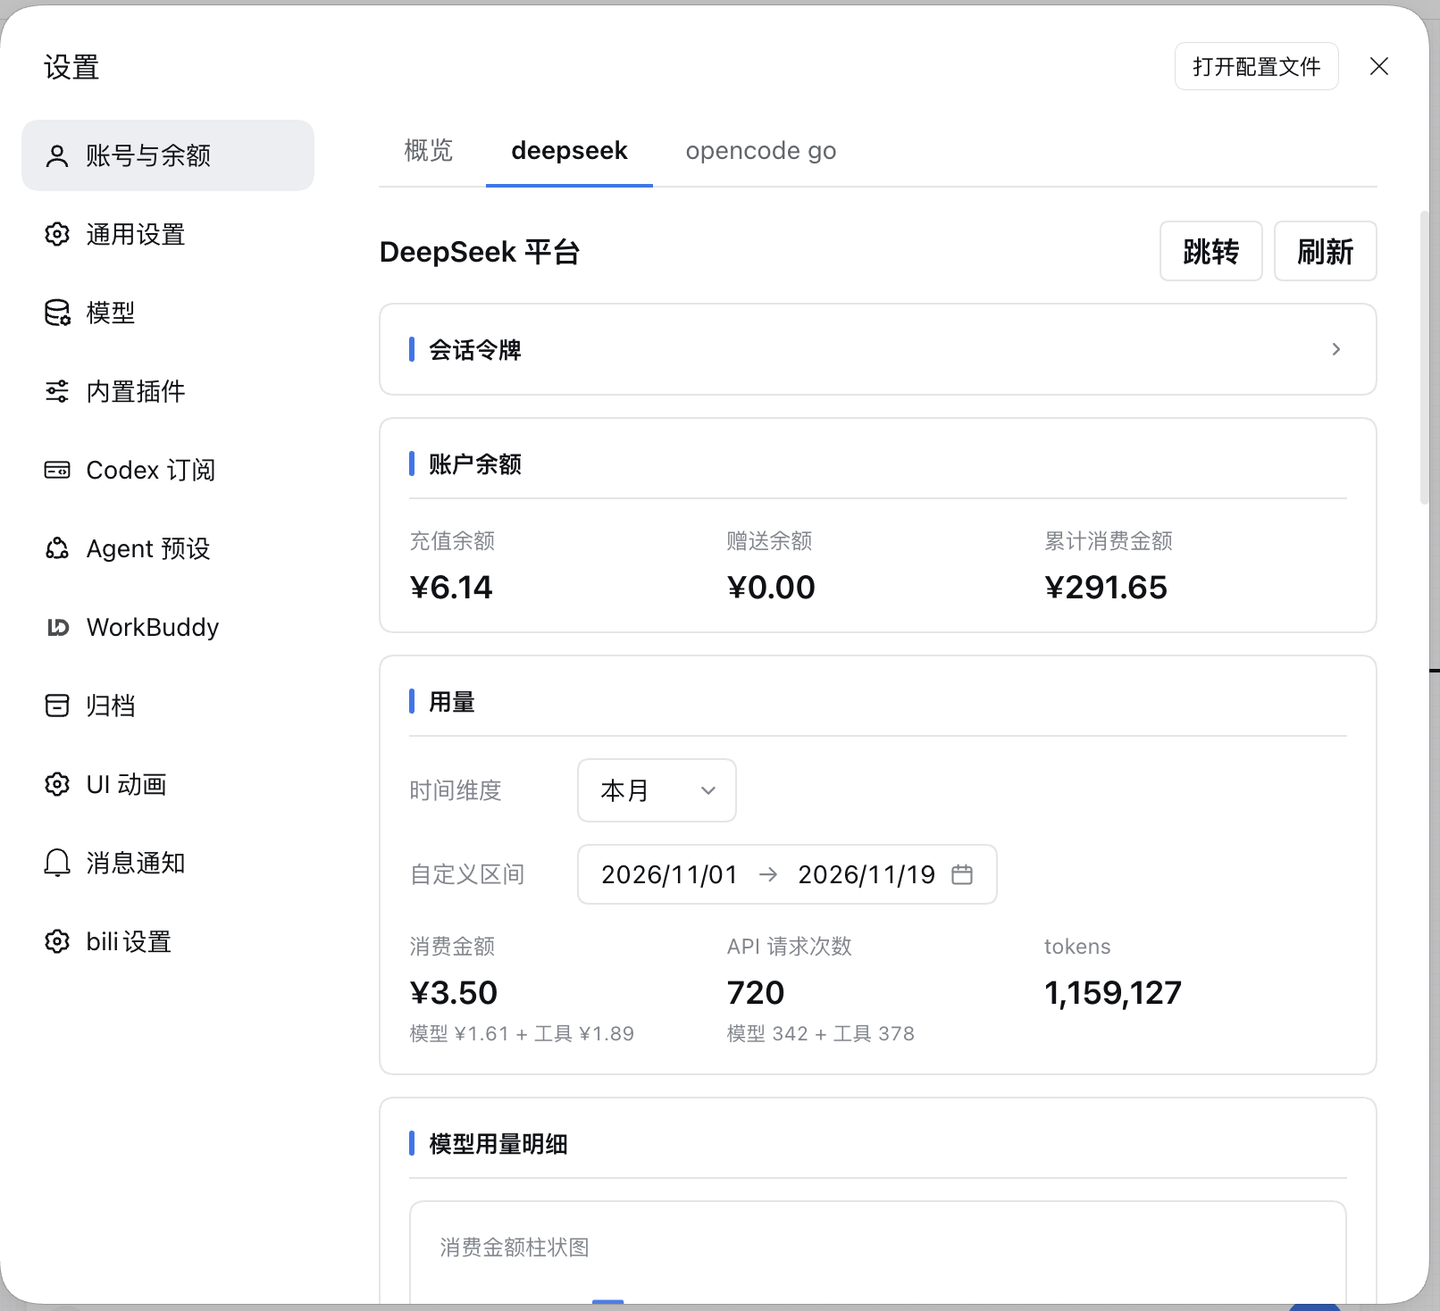 设置
打开配置文件
账号与余额
通用设置
模型
内置插件
Codex 订阅
Agent 预设
WorkBuddy
归档
UI 动画
消息通知
bili设置
概览 deepseek opencode go
DeepSeek 平台
跳转 刷新
会话令牌
账户余额
充值余额 赠送余额 累计消费金额
¥6.14 ¥0.00 ¥291.65
用量
时间维度 本月
自定义区间 2026/11/01 → 2026/11/19
消费金额 API 请求次数 tokens
¥3.50 720 1,159,127
模型 ¥1.61 + 工具 ¥1.89 模型 342 + 工具 378
模型用量明细
消费金额柱状图